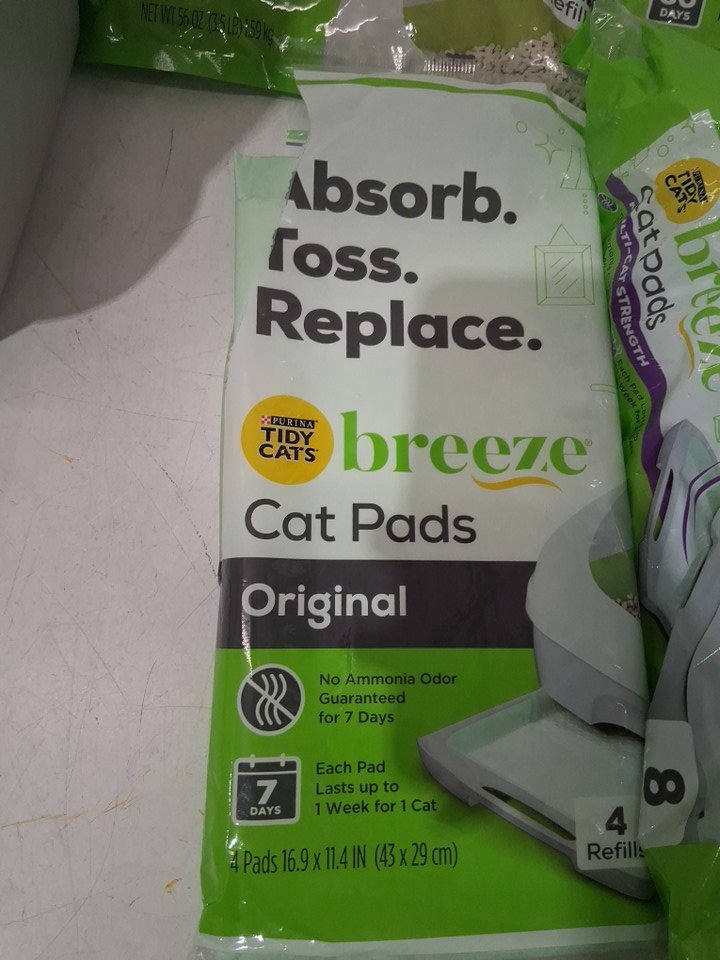 NET WT 56 OZ (3.5 LB) 1.59 kg
DAYS
Absorb.
Toss.
Replace.
PURINA
TIDY
CATS
breeze
Cat Pads
Original
No Ammonia Odor
Guaranteed
for 7 Days
7
DAYS
Each Pad
Lasts up to
1 Week for 1 Cat
4 Pads 16.9 x 11.4 IN (43 x 29 cm)
4
Refills
PURINA
TIDY
CATS
cat pads
MULTI-CAT STRENGTH
Each Pad
8